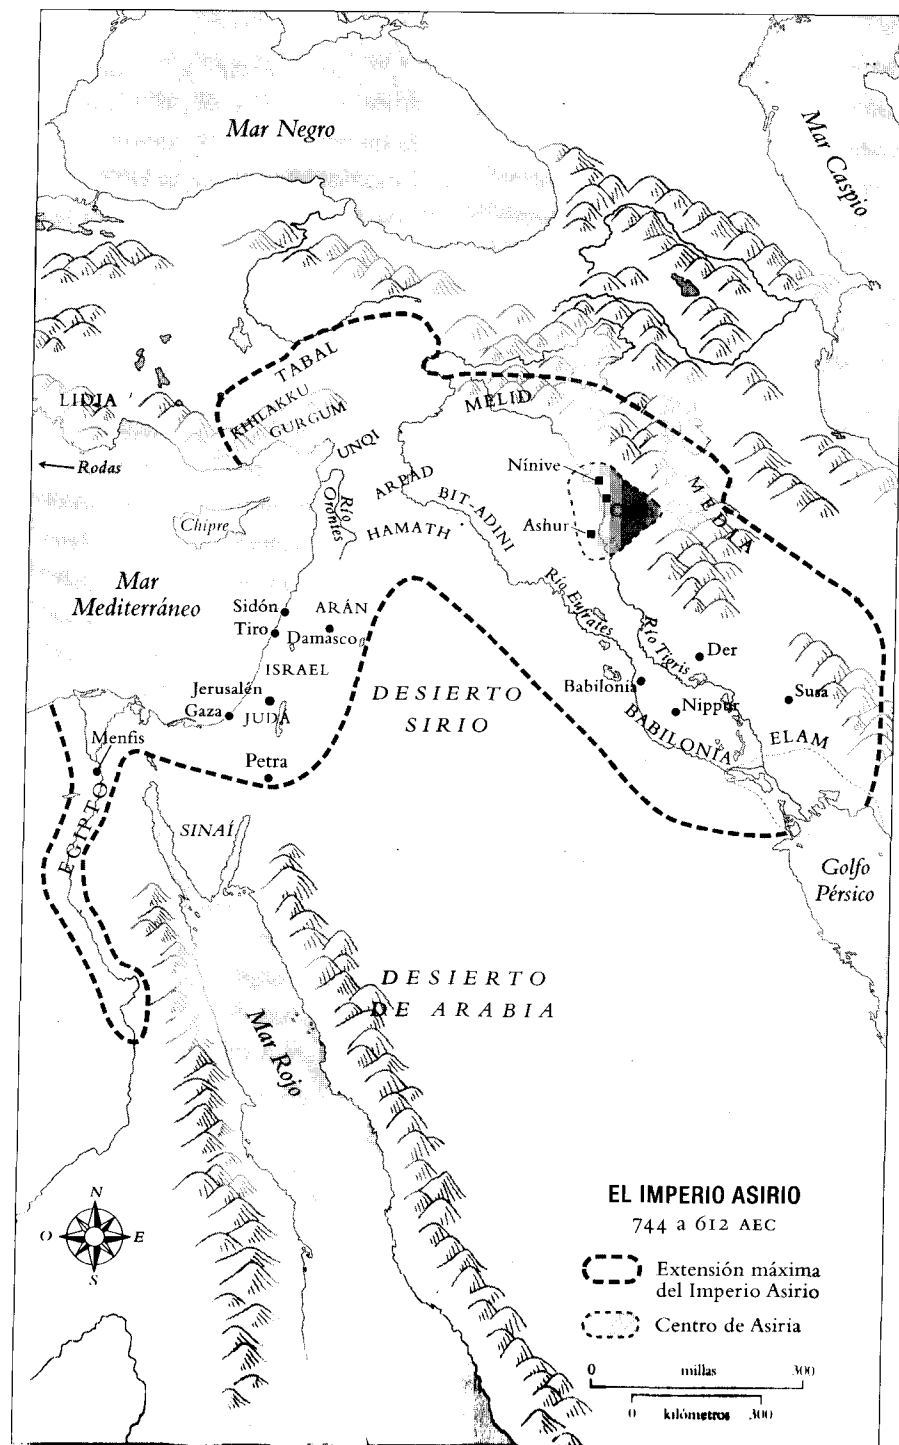 Mar Negro
Mar Caspio
TABAL
LIDIA
KHILAKKU
GURGUM
MELID
UNQI
Rodas
Nínive
MEDIA
ARPAD
Río
Orontes
BIT-ADINI
Chipre
HAMATH
Ashur
Mar
Mediterráneo
Río Eufrates
Sidón
ARÁN
Tiro
Damasco
Río Tigris
Der
ISRAEL
Jerusalén
Babilonia
Susa
DESIERTO
SIRIO
Gaza
JUDÁ
Nippur
Menfis
BABILONIA
ELAM
Petra
EGIPTO
SINAÍ
Golfo
Pérsico
DESIERTO
DE ARABIA
Mar Rojo
N
O
E
S
EL IMPERIO ASIRIO
744 a 612 AEC
Extensión máxima
del Imperio Asirio
Centro de Asiria
0 millas 300
0 kilómetros 300